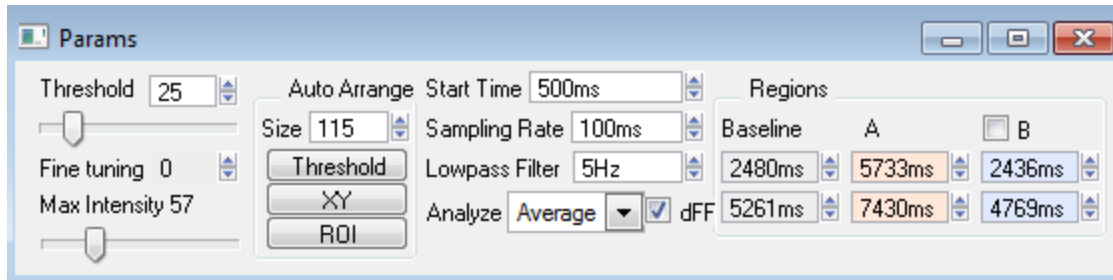 Params
Threshold 25
Fine tuning 0
Max Intensity 57
Auto Arrange
Size 115
Threshold
XY
ROI
Start Time 500ms
Sampling Rate 100ms
Lowpass Filter 5Hz
Analyze Average dFF
Regions
Baseline A B
2480ms 5733ms 2436ms
5261ms 7430ms 4769ms